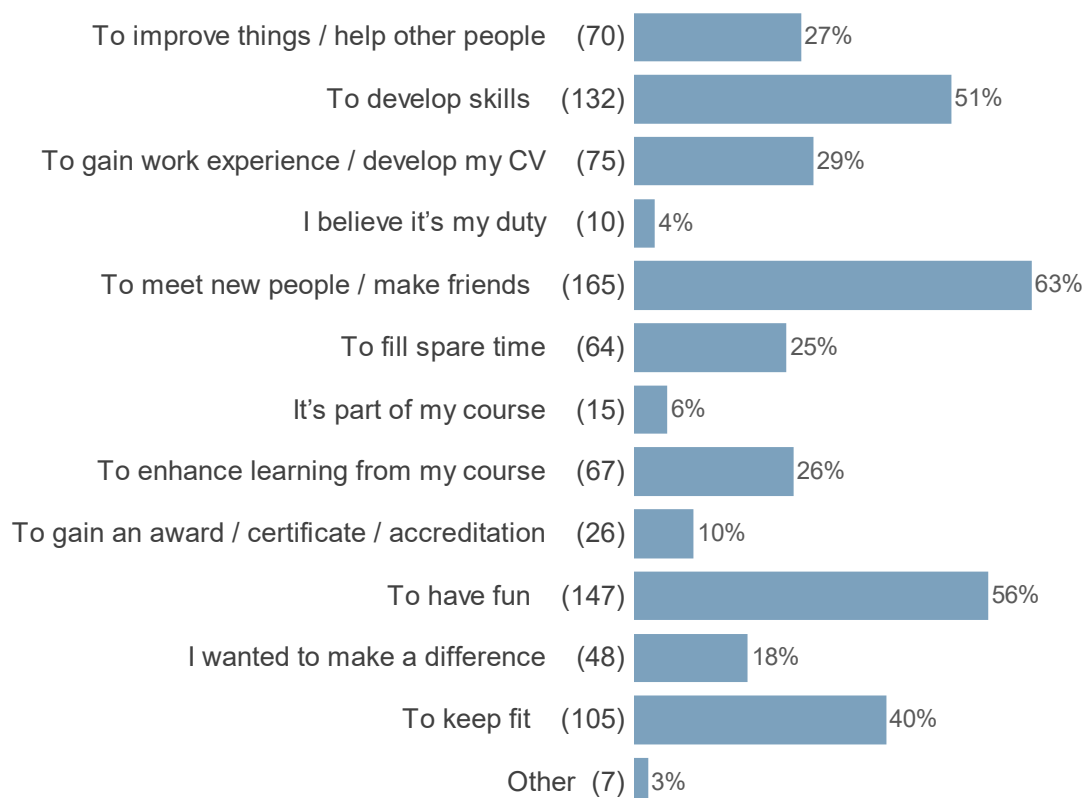 To improve things / help other people (70) 27%
To develop skills (132) 51%
To gain work experience / develop my CV (75) 29%
I believe it’s my duty (10) 4%
To meet new people / make friends (165) 63%
To fill spare time (64) 25%
It’s part of my course (15) 6%
To enhance learning from my course (67) 26%
To gain an award / certificate / accreditation (26) 10%
To have fun (147) 56%
I wanted to make a difference (48) 18%
To keep fit (105) 40%
Other (7) 3%